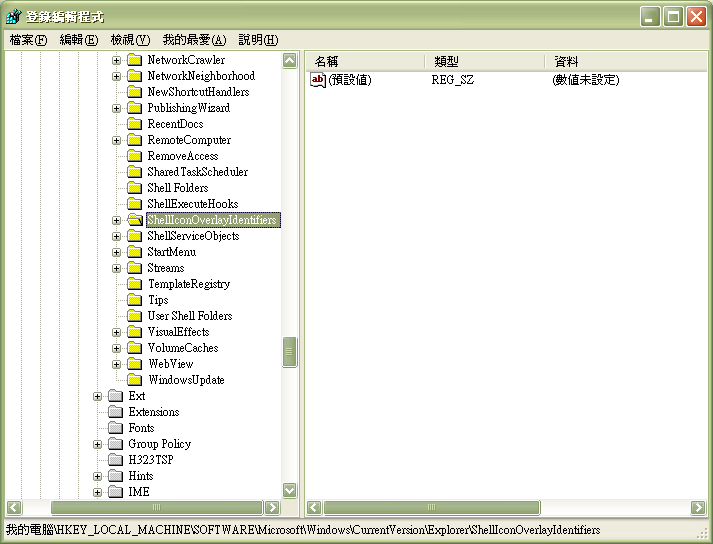 登錄編輯程式
檔案(F) 編輯(E) 檢視(V) 我的最愛(A) 說明(H)
NetworkCrawler
NetworkNeighborhood
NewShortcutHandlers
PublishingWizard
RecentDocs
RemoteComputer
RemoveAccess
SharedTaskScheduler
Shell Folders
ShellExecuteHooks
ShellIconOverlayIdentifiers
ShellServiceObjects
StartMenu
Streams
TemplateRegistry
Tips
User Shell Folders
VisualEffects
VolumeCaches
WebView
WindowsUpdate
Ext
Extensions
Fonts
Group Policy
H323TSP
Hints
IME
名稱 類型 資料
ab (預設值) REG_SZ (數值未設定)
我的電腦\HKEY_LOCAL_MACHINE\SOFTWARE\Microsoft\Windows\CurrentVersion\Explorer\ShellIconOverlayIdentifiers